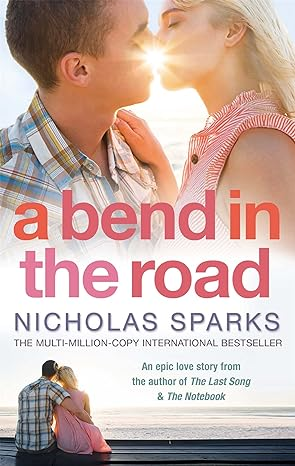 a bend in
the road
NICHOLAS SPARKS
THE MULTI-MILLION-COPY INTERNATIONAL BESTSELLER
An epic love story from
the author of The Last Song
& The Notebook